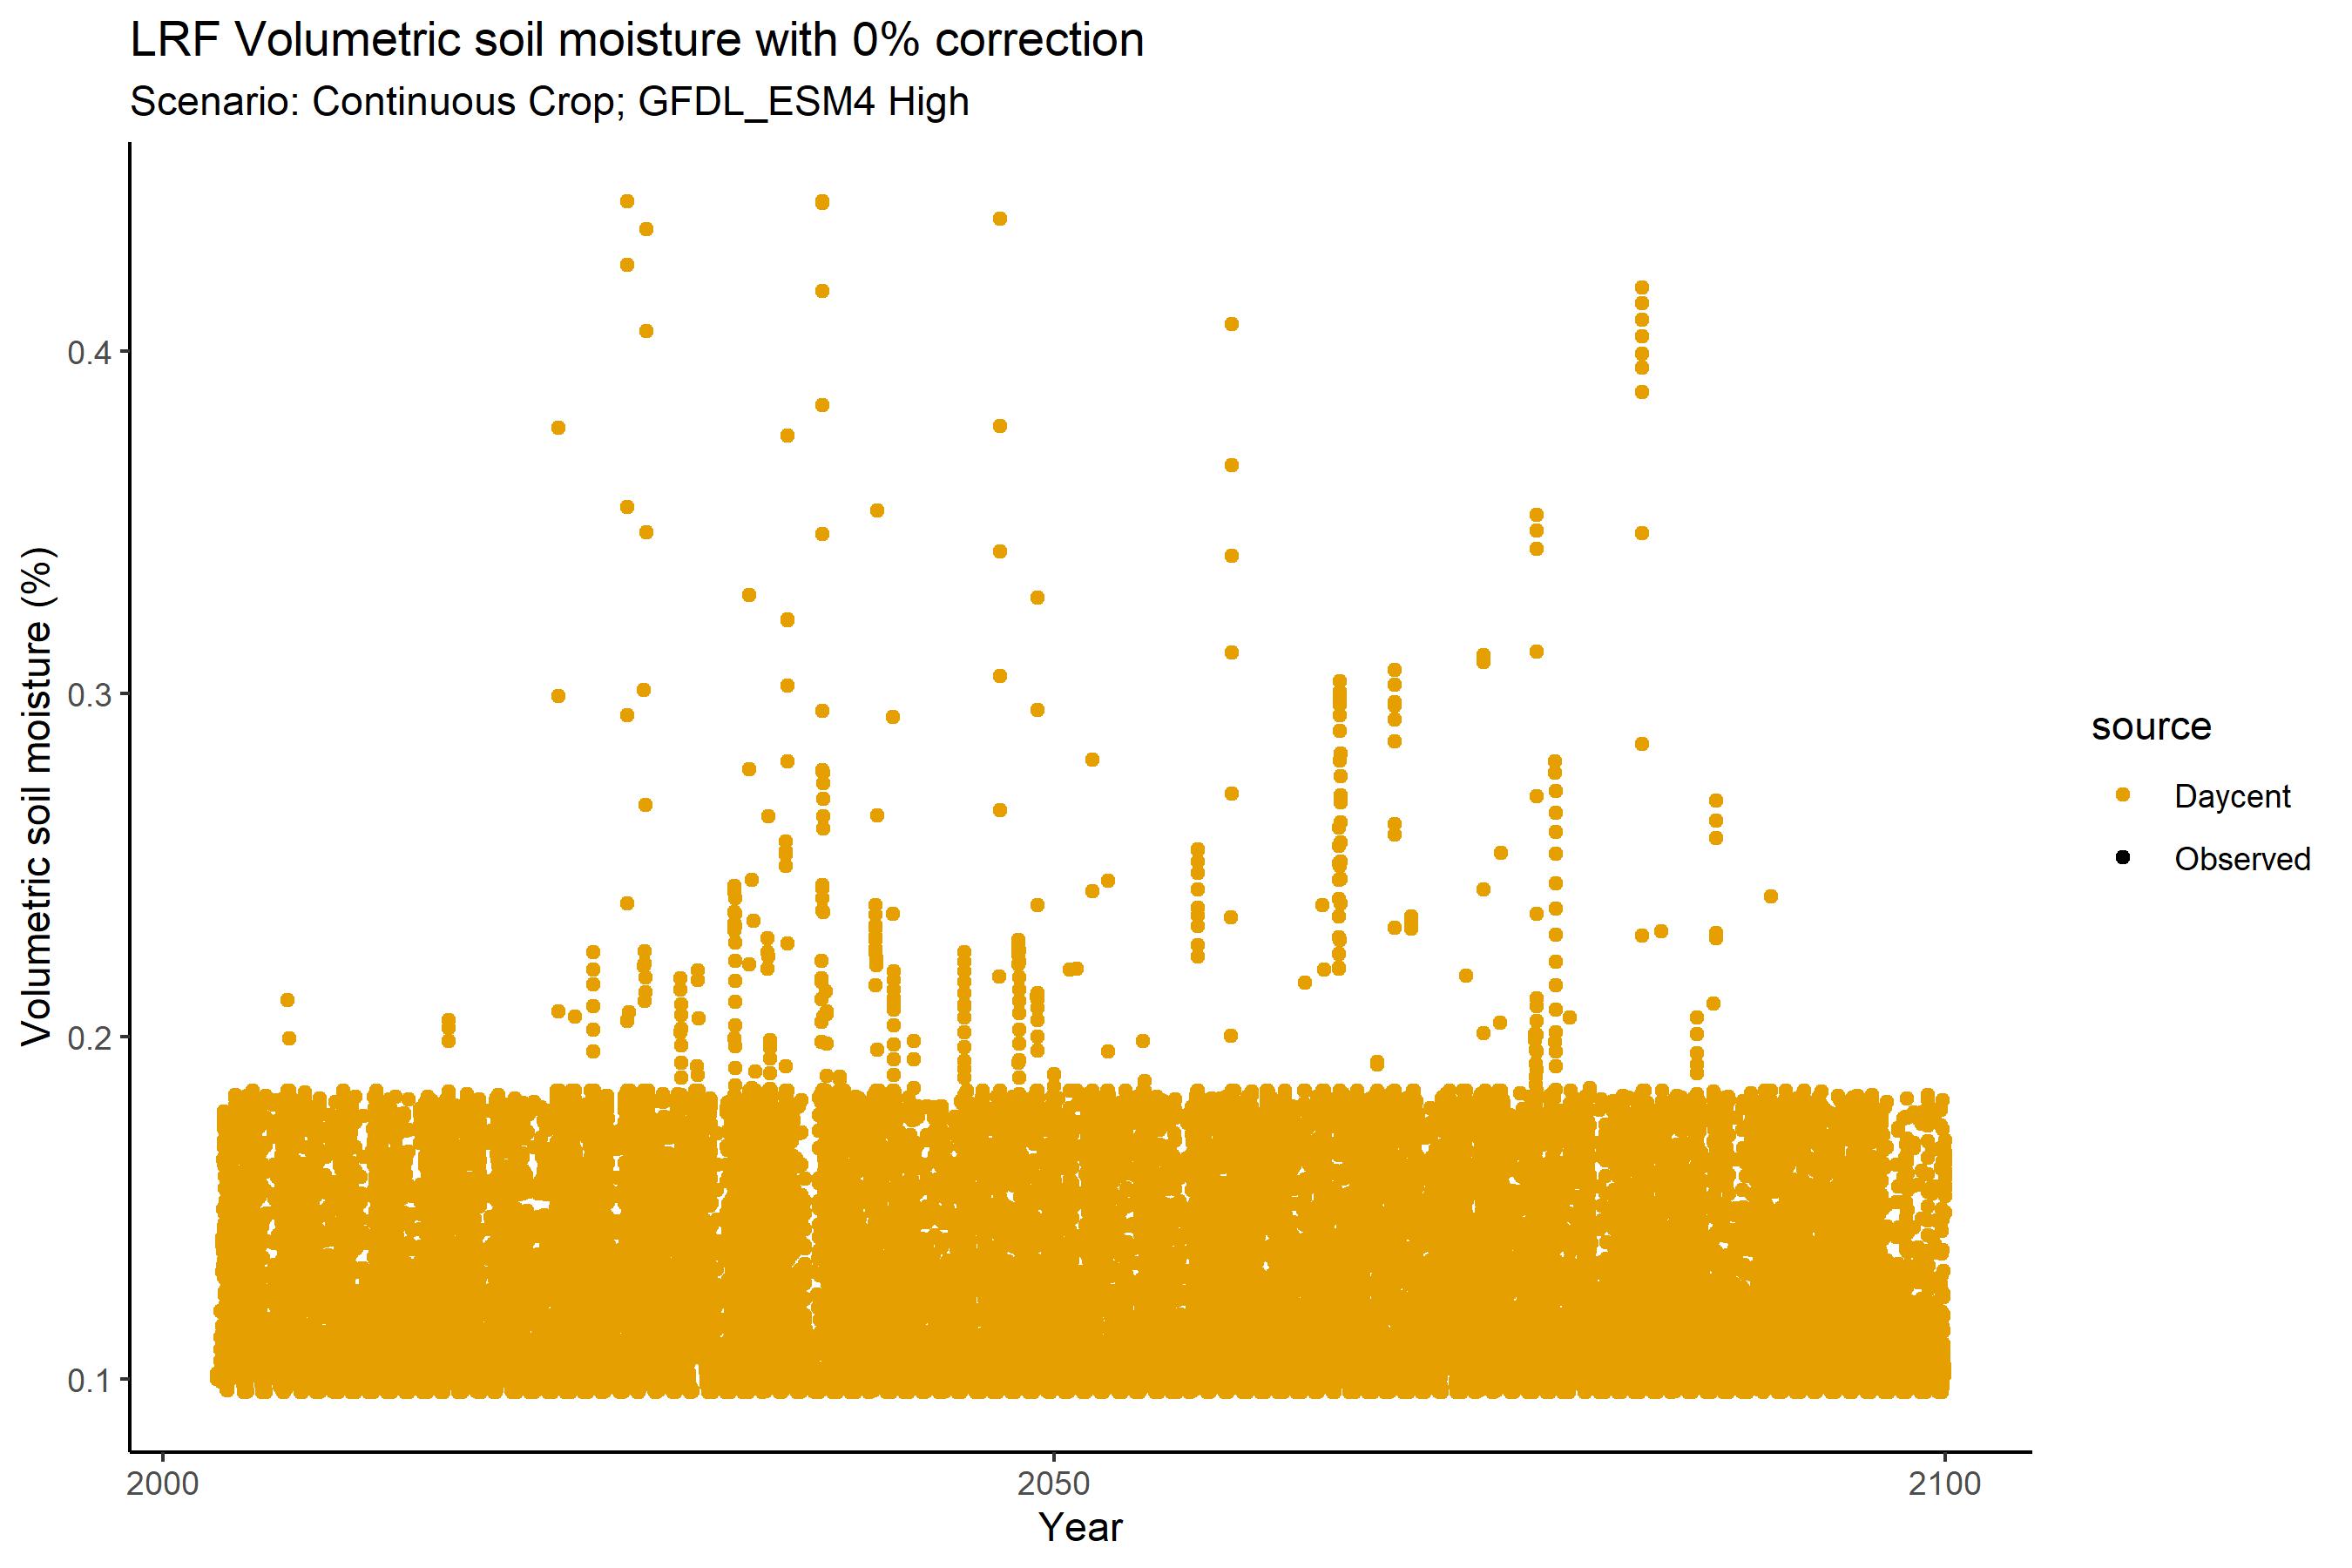 LRF Volumetric soil moisture with 0% correction
Scenario: Continuous Crop; GFDL_ESM4 High
Volumetric soil moisture (%)
0.4
0.3
0.2
0.1
2000
2050
2100
Year
source
Daycent
Observed